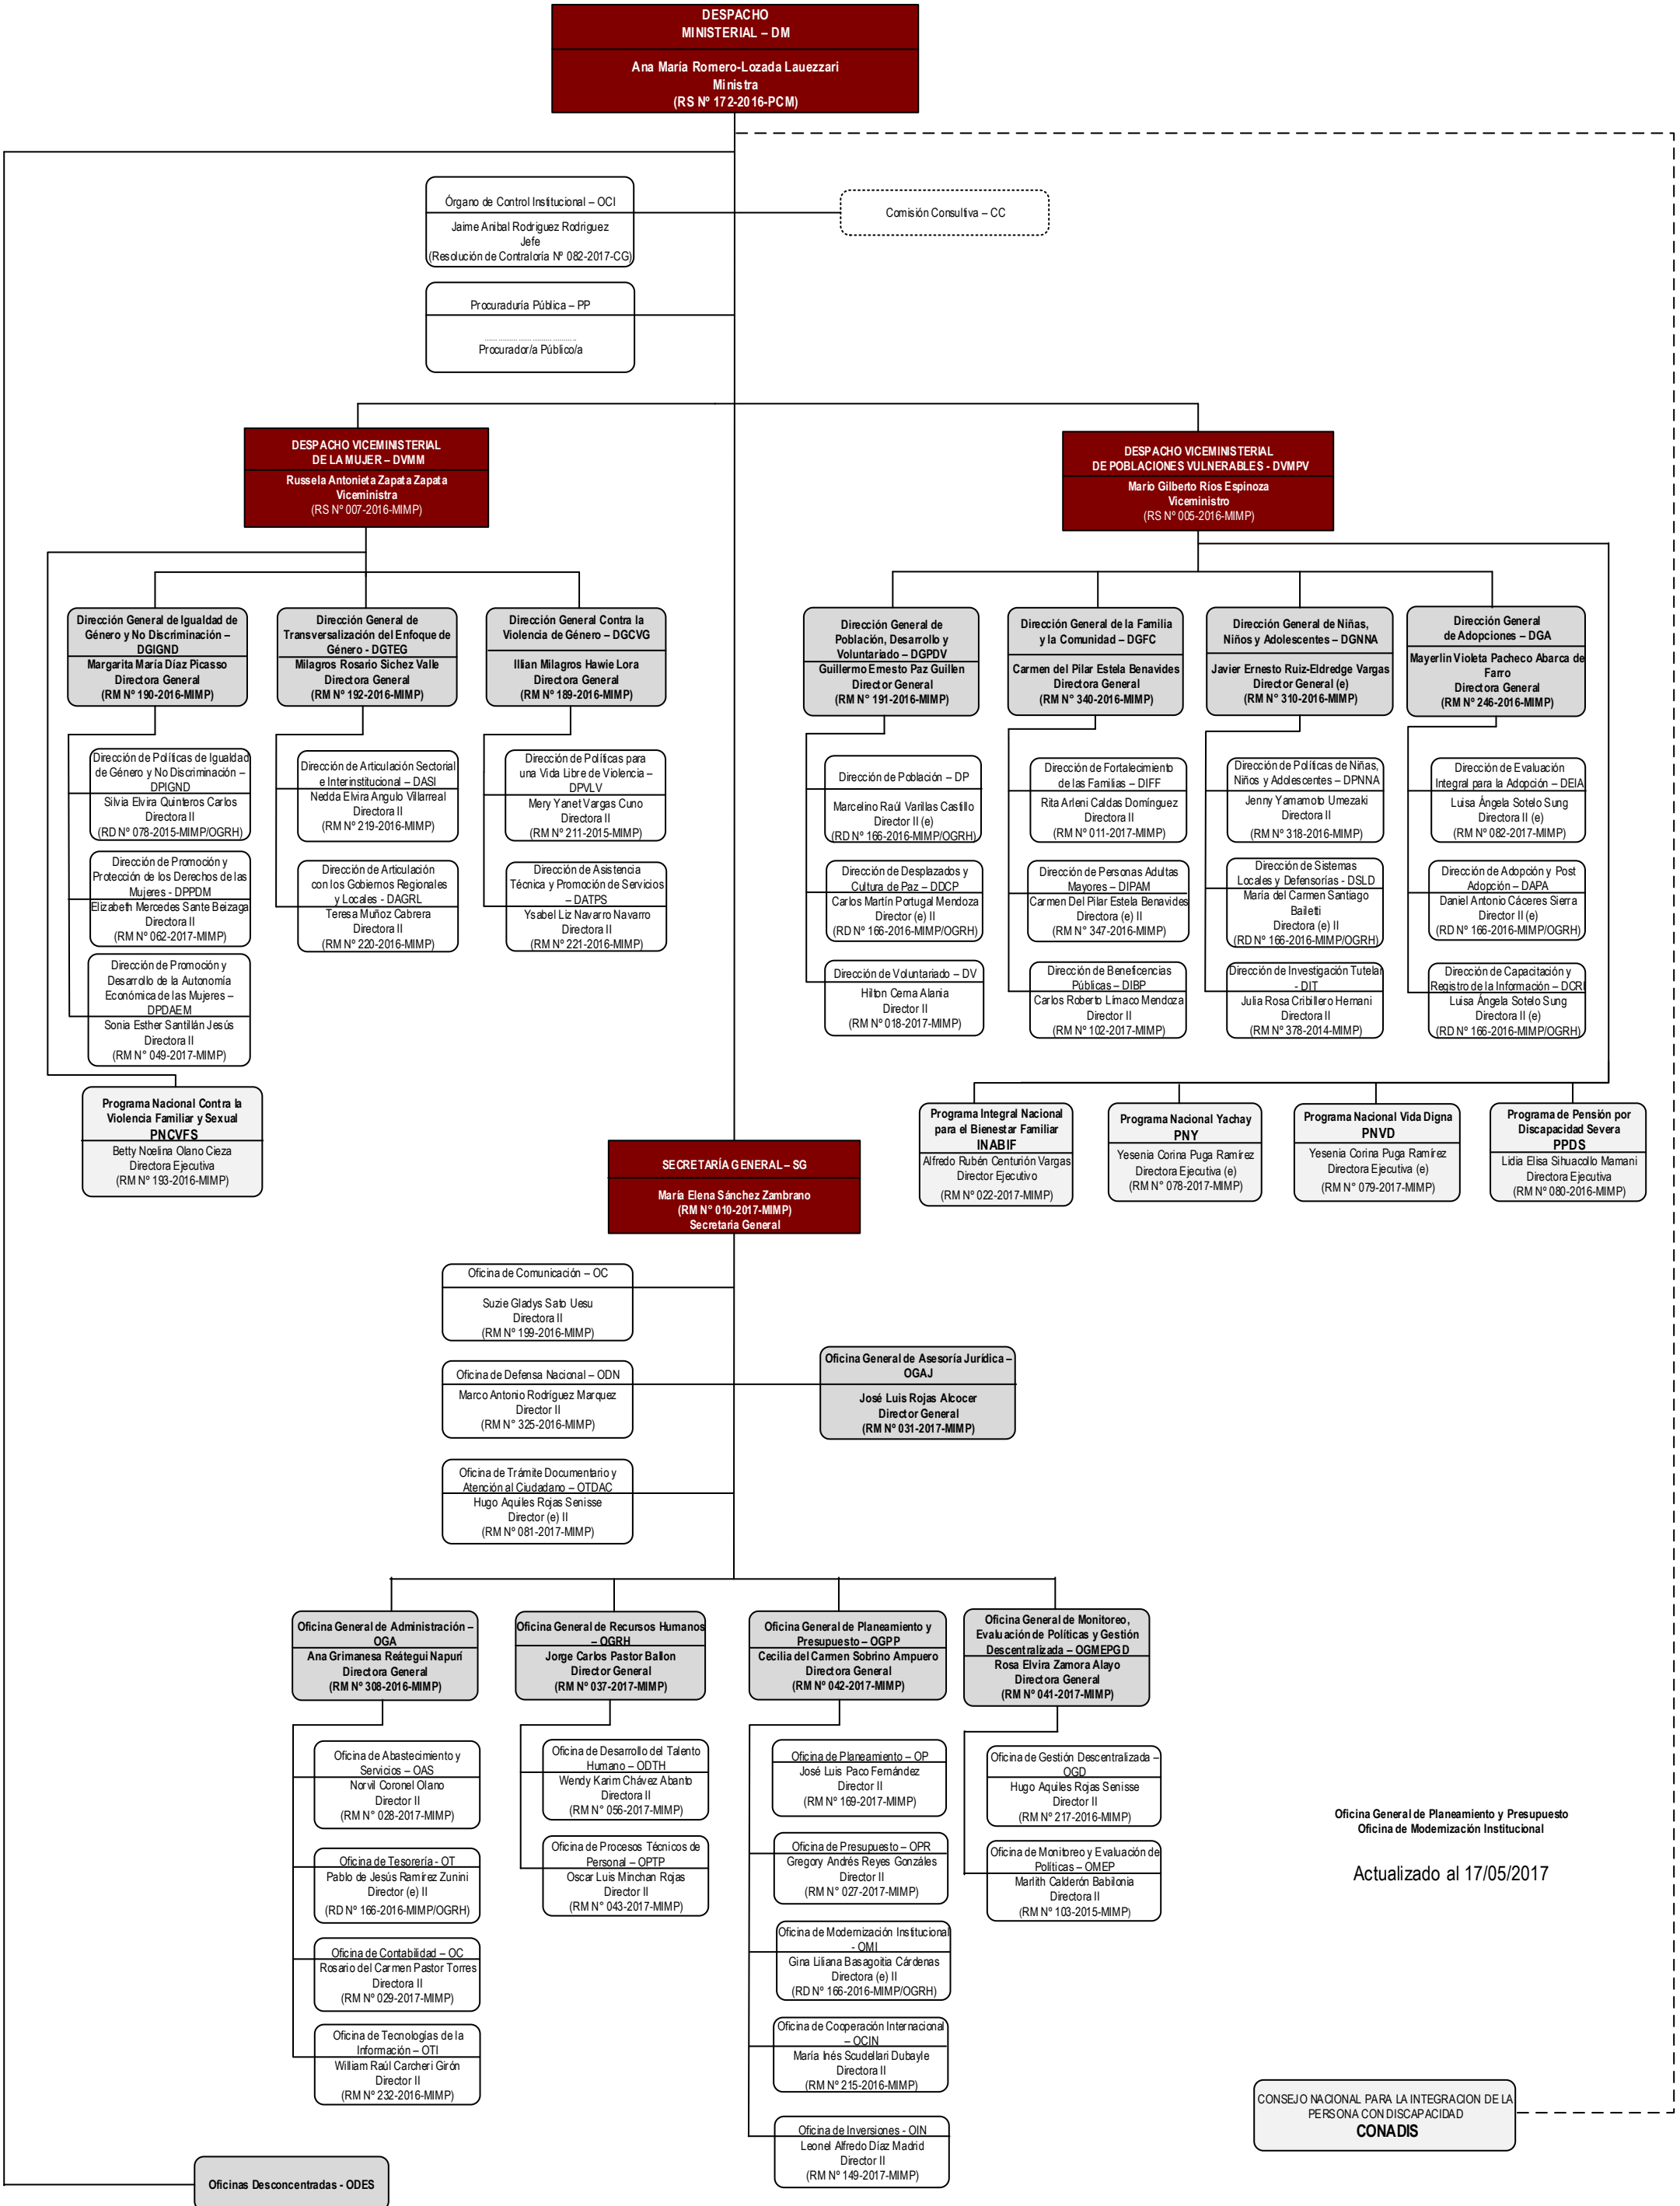 DESPACHO
MINISTERIAL – DM
Ana María Romero-Lozada Lauezzari
Ministra
(RS Nº 172-2016-PCM)
Órgano de Control Institucional – OCI
Jaime Anibal Rodriguez Rodriguez
Jefe
(Resolución de Contraloría Nº 082-2017-CG)
Comisión Consultiva – CC
Procuraduría Pública – PP
....................................
Procurador/a Público/a
DESPACHO VICEMINISTERIAL
DE LA MUJER – DVMM
Russela Antonieta Zapata Zapata
Viceministra
(RS Nº 007-2016-MIMP)
DESPACHO VICEMINISTERIAL
DE POBLACIONES VULNERABLES - DVMPV
Mario Gilberto Ríos Espinoza
Viceministro
(RS Nº 005-2016-MIMP)
Dirección General de Igualdad de
Género y No Discriminación –
DGIGND
Margarita María Díaz Picasso
Directora General
(RM Nº 190-2016-MIMP)
Dirección General de
Transversalización del Enfoque de
Género - DGTEG
Milagros Rosario Sichez Valle
Directora General
(RM Nº 192-2016-MIMP)
Dirección General Contra la
Violencia de Género – DGCVG
Illian Milagros Hawie Lora
Directora General
(RM Nº 189-2016-MIMP)
Dirección General de
Población, Desarrollo y
Voluntariado – DGPDV
Guillermo Ernesto Paz Guillen
Director General
(RM Nº 191-2016-MIMP)
Dirección General de la Familia
y la Comunidad – DGFC
Carmen del Pilar Estela Benavides
Directora General
(RM N° 340-2016-MIMP)
Dirección General de Niñas,
Niños y Adolescentes – DGNNA
Javier Ernesto Ruiz-Eldredge Vargas
Director General (e)
(RM N° 310-2016-MIMP)
Dirección General
de Adopciones – DGA
Mayerlin Violeta Pacheco Abarca de
Farro
Directora General
(RM N° 246-2016-MIMP)
Dirección de Políticas de Igualdad
de Género y No Discriminación –
DPIGND
Silvia Elvira Quinteros Carlos
Directora II
(RD Nº 078-2015-MIMP/OGRH)
Dirección de Promoción y
Protección de los Derechos de las
Mujeres - DPPDM
Elizabeth Mercedes Sante Beizaga
Directora II
(RM N° 062-2017-MIMP)
Dirección de Promoción y
Desarrollo de la Autonomía
Económica de las Mujeres –
DPDAEM
Sonia Esther Santillán Jesús
Directora II
(RM N° 049-2017-MIMP)
Dirección de Articulación Sectorial
e Interinstitucional – DASI
Nedda Elvira Angulo Villarreal
Directora II
(RM N° 219-2016-MIMP)
Dirección de Articulación
con los Gobiernos Regionales
y Locales - DAGRL
Teresa Muñoz Cabrera
Directora II
(RM N° 220-2016-MIMP)
Dirección de Políticas para
una Vida Libre de Violencia –
DPVLV
Mery Yanet Vargas Cuno
Directora II
(RM N° 211-2015-MIMP)
Dirección de Asistencia
Técnica y Promoción de Servicios
– DATPS
Ysabel Liz Navarro Navarro
Directora II
(RM N° 221-2016-MIMP)
Dirección de Población – DP
Marcelino Raúl Varillas Castillo
Director II (e)
(RD Nº 166-2016-MIMP/OGRH)
Dirección de Desplazados y
Cultura de Paz – DDCP
Carlos Martín Portugal Mendoza
Director (e) II
(RD N° 166-2016-MIMP/OGRH)
Dirección de Voluntariado – DV
Hilton Cerna Alania
Director II
(RM N° 018-2017-MIMP)
Dirección de Fortalecimiento
de las Familias – DIFF
Rita Arleni Caldas Domínguez
Directora II
(RM N° 011-2017-MIMP)
Dirección de Personas Adultas
Mayores – DIPAM
Carmen Del Pilar Estela Benavides
Directora (e) II
(RM N° 347-2016-MIMP)
Dirección de Beneficencias
Públicas – DIBP
Carlos Roberto Límaco Mendoza
Director II
(RM N° 102-2017-MIMP)
Dirección de Políticas de Niñas,
Niños y Adolescentes – DPNNA
Jenny Yamamoto Umezaki
Directora II
(RM N° 318-2016-MIMP)
Dirección de Sistemas
Locales y Defensorías - DSLD
María del Carmen Santiago
Bailetti
Directora (e) II
(RD N° 166-2016-MIMP/OGRH)
Dirección de Investigación Tutelar
- DIT
Julia Rosa Cribillero Hernani
Directora II
(RM N° 378-2014-MIMP)
Dirección de Evaluación
Integral para la Adopción – DEIA
Luisa Ángela Sotelo Sung
Directora II (e)
(RM N° 082-2017-MIMP)
Dirección de Adopción y Post
Adopción – DAPA
Daniel Antonio Cáceres Sierra
Director II (e)
(RD N° 166-2016-MIMP/OGRH)
Dirección de Capacitación y
Registro de la Información – DCRI
Luisa Ángela Sotelo Sung
Directora II (e)
(RD N° 166-2016-MIMP/OGRH)
Programa Nacional Contra la
Violencia Familiar y Sexual
PNCVFS
Betty Noelina Olano Cieza
Directora Ejecutiva
(RM N° 193-2016-MIMP)
Programa Integral Nacional
para el Bienestar Familiar
INABIF
Alfredo Rubén Centurión Vargas
Director Ejecutivo
(RM N° 022-2017-MIMP)
Programa Nacional Yachay
PNY
Yesenia Corina Puga Ramírez
Directora Ejecutiva (e)
(RM N° 078-2017-MIMP)
Programa Nacional Vida Digna
PNVD
Yesenia Corina Puga Ramírez
Directora Ejecutiva (e)
(RM N° 079-2017-MIMP)
Programa de Pensión por
Discapacidad Severa
PPDS
Lidia Elisa Sihuacollo Mamani
Directora Ejecutiva
(RM N° 080-2016-MIMP)
SECRETARÍA GENERAL – SG
María Elena Sánchez Zambrano
(RM N° 010-2017-MIMP)
Secretaria General
Oficina de Comunicación – OC
Suzie Gladys Sato Uesu
Directora II
(RM Nº 199-2016-MIMP)
Oficina de Defensa Nacional – ODN
Marco Antonio Rodríguez Marquez
Director II
(RM N° 325-2016-MIMP)
Oficina General de Asesoría Jurídica –
OGAJ
José Luis Rojas Alcocer
Director General
(RM N° 031-2017-MIMP)
Oficina de Trámite Documentario y
Atención al Ciudadano – OTDAC
Hugo Aquiles Rojas Senisse
Director (e) II
(RM Nº 081-2017-MIMP)
Oficina General de Administración –
OGA
Ana Grimanesa Reátegui Napurí
Directora General
(RM N° 308-2016-MIMP)
Oficina General de Recursos Humanos
– OGRH
Jorge Carlos Pastor Ballon
Director General
(RM N° 037-2017-MIMP)
Oficina General de Planeamiento y
Presupuesto – OGPP
Cecilia del Carmen Sobrino Ampuero
Directora General
(RM N° 042-2017-MIMP)
Oficina General de Monitoreo,
Evaluación de Políticas y Gestión
Descentralizada – OGMEPGD
Rosa Elvira Zamora Alayo
Directora General
(RM N° 041-2017-MIMP)
Oficina de Abastecimiento y
Servicios – OAS
Norvil Coronel Olano
Director II
(RM N° 028-2017-MIMP)
Oficina de Tesorería - OT
Pablo de Jesús Ramírez Zunini
Director (e) II
(RD N° 166-2016-MIMP/OGRH)
Oficina de Contabilidad – OC
Rosario del Carmen Pastor Torres
Directora II
(RM N° 029-2017-MIMP)
Oficina de Tecnologías de la
Información – OTI
William Raúl Carcheri Girón
Director II
(RM N° 232-2016-MIMP)
Oficina de Desarrollo del Talento
Humano – ODTH
Wendy Karim Chávez Abanto
Directora II
(RM N° 056-2017-MIMP)
Oficina de Procesos Técnicos de
Personal – OPTP
Oscar Luis Minchan Rojas
Director II
(RM N° 043-2017-MIMP)
Oficina de Planeamiento – OP
José Luis Paco Fernández
Director II
(RM N° 169-2017-MIMP)
Oficina de Presupuesto – OPR
Gregory Andrés Reyes Gonzáles
Director II
(RM N° 027-2017-MIMP)
Oficina de Modernización Institucional
- OMI
Gina Liliana Basagoitia Cárdenas
Directora (e) II
(RD N° 166-2016-MIMP/OGRH)
Oficina de Cooperación Internacional
– OCIN
María Inés Scudellari Dubayle
Directora II
(RM N° 215-2016-MIMP)
Oficina de Inversiones - OIN
Leonel Alfredo Díaz Madrid
Director II
(RM N° 149-2017-MIMP)
Oficina de Gestión Descentralizada –
OGD
Hugo Aquiles Rojas Senisse
Director II
(RM N° 217-2016-MIMP)
Oficina de Monitoreo y Evaluación de
Políticas – OMEP
Marlith Calderón Babilonia
Directora II
(RM N° 103-2015-MIMP)
Oficina General de Planeamiento y Presupuesto
Oficina de Modernización Institucional
Actualizado al 17/05/2017
CONSEJO NACIONAL PARA LA INTEGRACION DE LA
PERSONA CON DISCAPACIDAD
CONADIS
Oficinas Desconcentradas - ODES